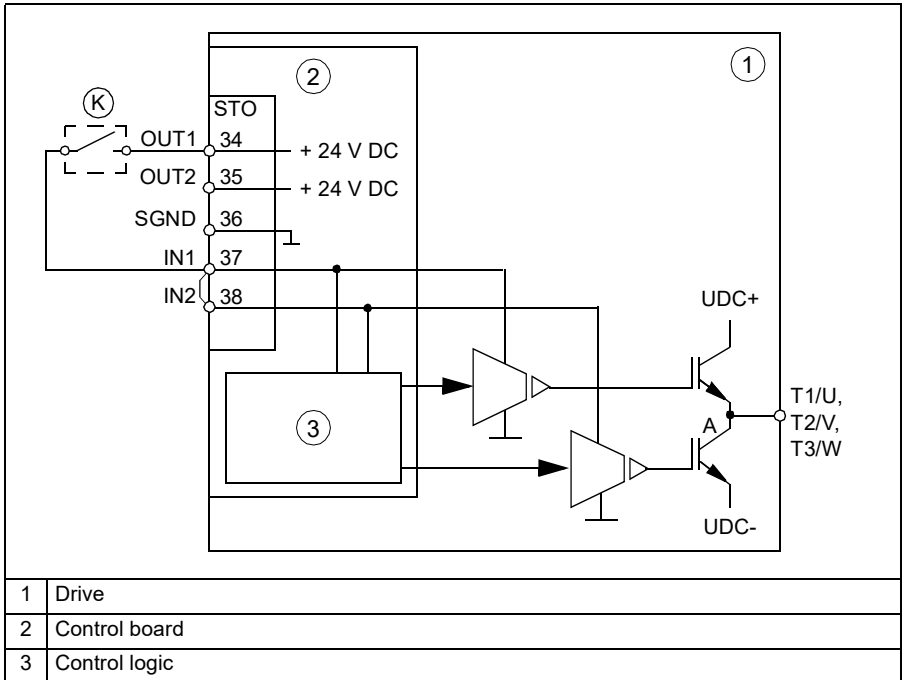 1
2
K
STO
OUT1 34 + 24 V DC
OUT2 35 + 24 V DC
SGND 36
IN1 37
IN2 38
UDC+
T1/U,
A T2/V,
T3/W
3
UDC-
1 Drive
2 Control board
3 Control logic